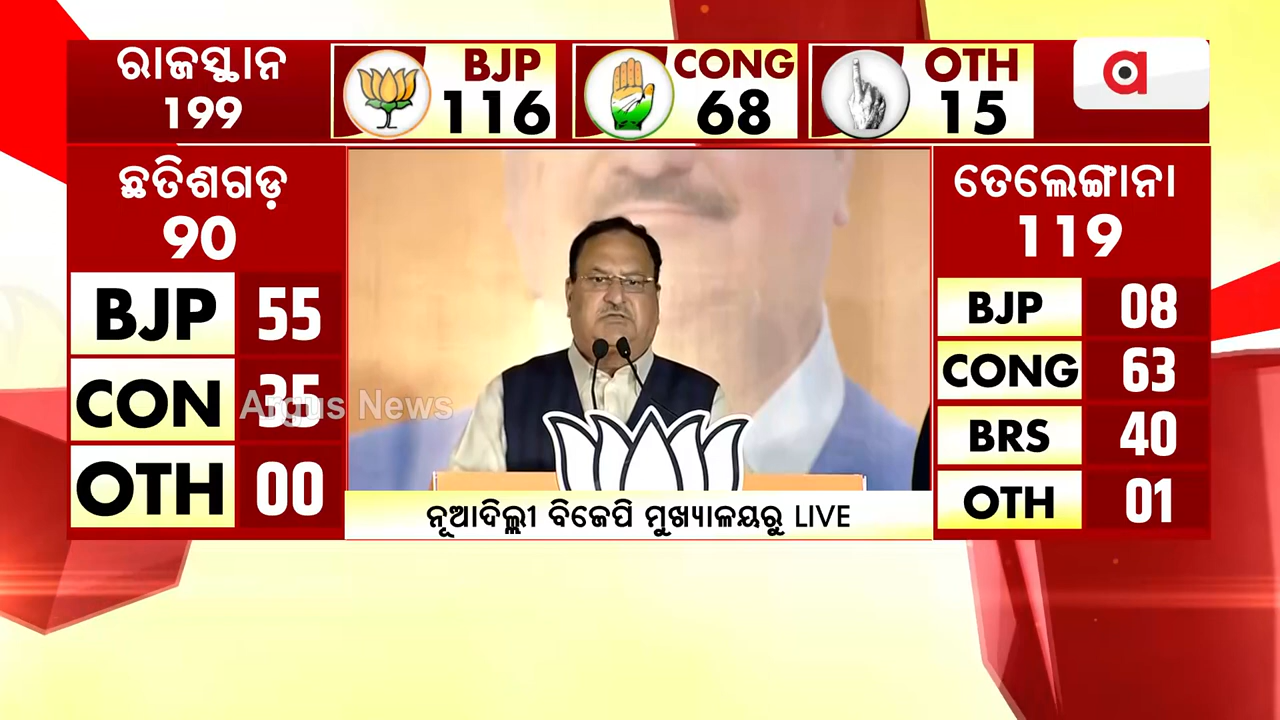 ରାଜସ୍ଥାନ
199
BJP
116
CONG
68
OTH
15
ଛତିଶଗଡ଼
90
BJP 55
CON 35
OTH 00
ତେଲେଙ୍ଗାନା
119
BJP 08
CONG 63
BRS 40
OTH 01
Argus News
ନୂଆଦିଲ୍ଲୀ ବିଜେପି ମୁଖ୍ୟାଳୟରୁ LIVE